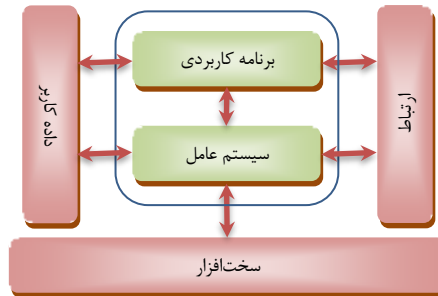 برنامه کاربردی
ارتباط
داده کاربر
سیستم عامل
سخت‌افزار